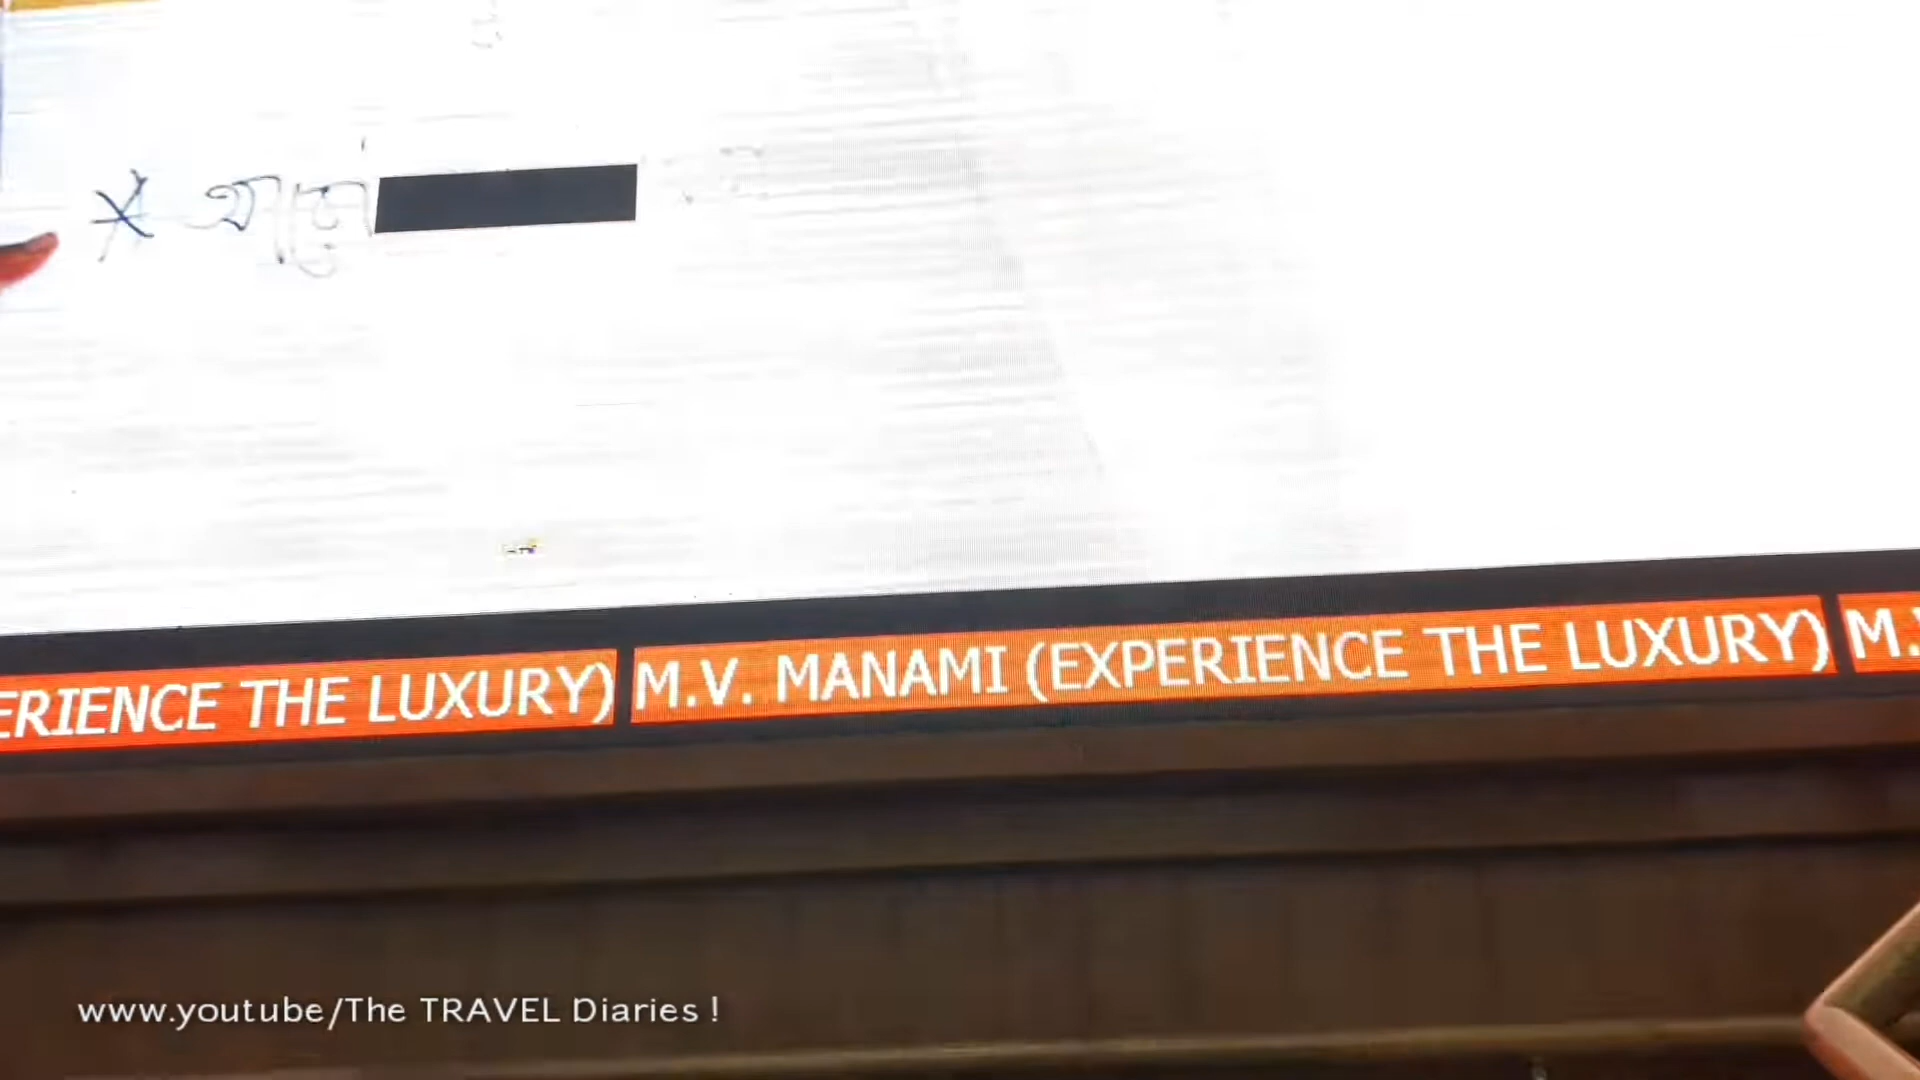 ERIENCE THE LUXURY) M.V. MANAMI (EXPERIENCE THE LUXURY) M.
www.youtube/The TRAVEL Diaries !